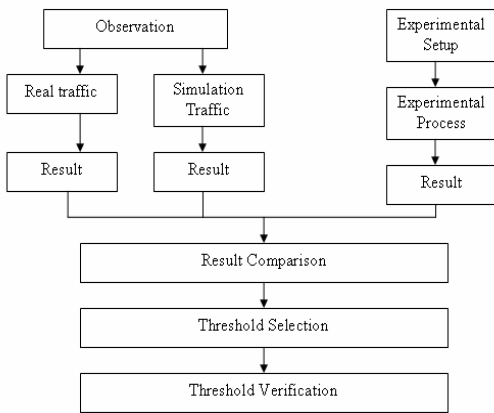 Observation
Experimental
Setup
Real traffic
Simulation
Traffic
Experimental
Process
Result
Result
Result
Result Comparison
Threshold Selection
Threshold Verification